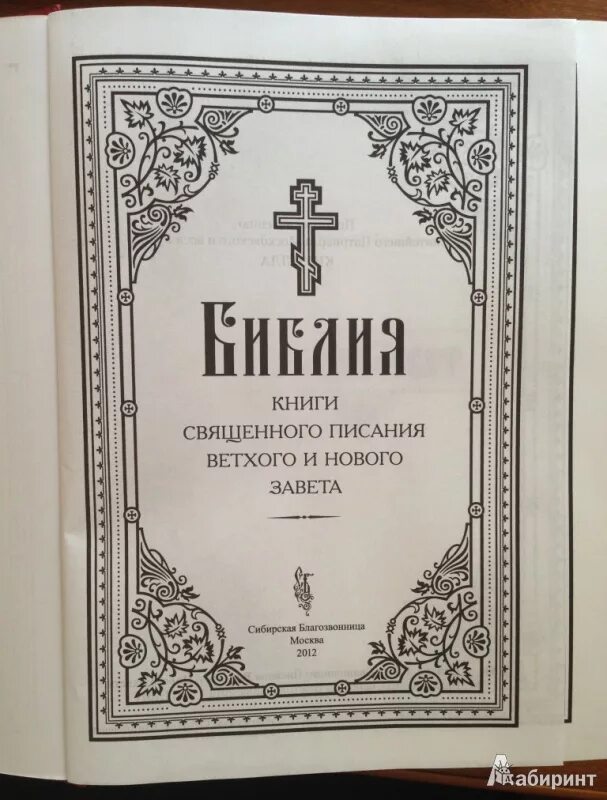 Библия
КНИГИ
СВЯЩЕННОГО ПИСАНИЯ
ВЕТХОГО И НОВОГО
ЗАВЕТА
Сибирская Благозвонница
Москва
2012
Лабиринт